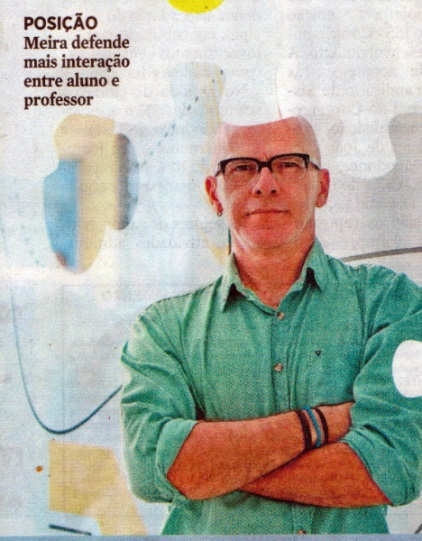 POSIÇÃO
Meira defende
mais interação
entre aluno e
professor